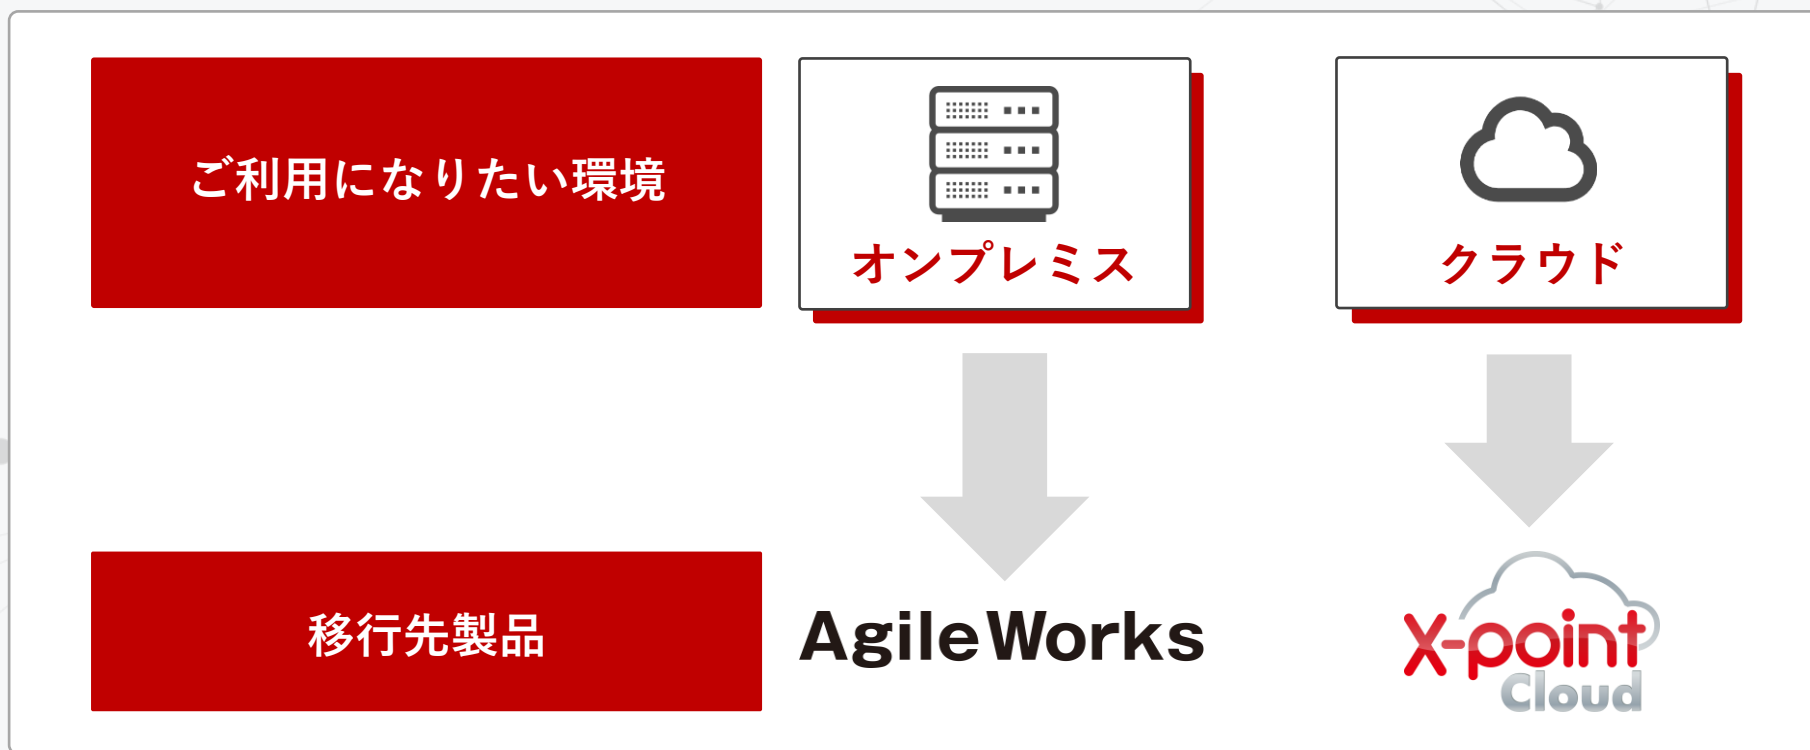 ご利用になりたい環境
オンプレミス
クラウド
移行先製品
AgileWorks
X-point
Cloud